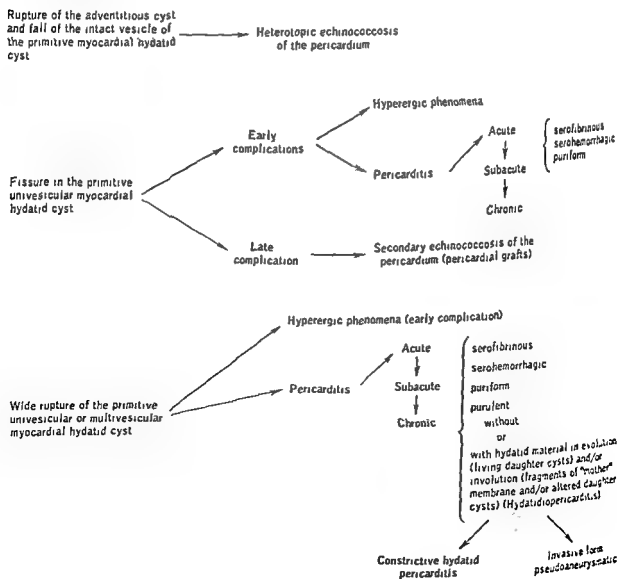 Rupture of the adventitious cyst
and fall of the intact vesicle of
the primitive myocardial hydatid
cyst
Heterotopic echinococcosis
of the pericardium
Fissure in the primitive
univesicular myocardial
hydatid cyst
Early
complications
Hyperergic phenomena
Pericarditis
Acute
Subacute
Chronic
serofibrinous
serohemorrhagic
puriform
Late
complication
Secondary echinococcosis of the
pericardium (pericardial grafts)
Wide rupture of the primitive
univesicular or multivesicular
myocardial hydatid cyst
Hyperergic phenomena (early complication)
Pericarditis
Acute
Subacute
Chronic
serofibrinous
serohemorrhagic
puriform
purulent
without
or
with hydatid material in evolution
(living daughter cysts) and/or
involution (fragments of "mother"
membrane and/or altered daughter
cysts) (Hydatidopericarditis)
Constrictive hydatid
pericarditis
Invasive form
pseudoaneurysmatic